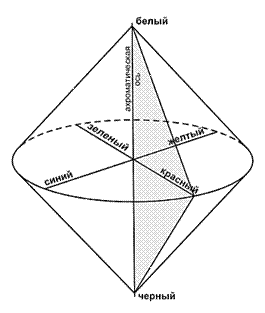 белый
ахроматическая
ось
зеленый
желтый
синий
красный
черный